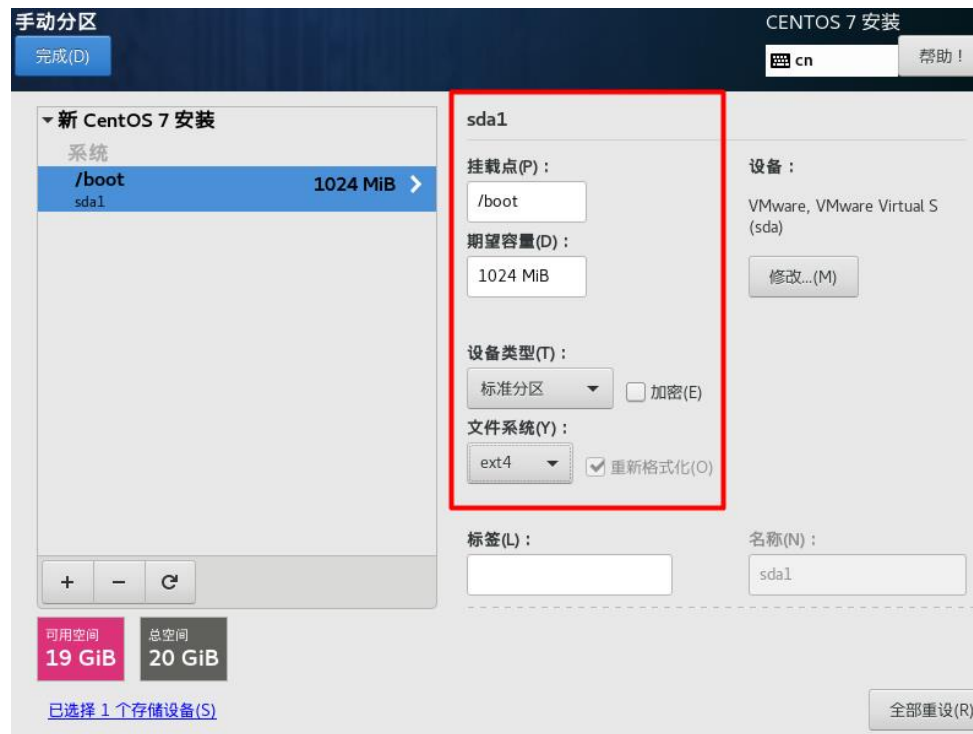 手动分区
CENTOS 7 安装
完成(D)
cn
帮助！
新 CentOS 7 安装
系统
/boot
1024 MiB
sda1
sda1
挂载点(P)：
/boot
期望容量(D)：
1024 MiB
设备类型(T)：
标准分区
加密(E)
文件系统(Y)：
ext4
重新格式化(O)
设备：
VMware, VMware Virtual S
(sda)
修改...(M)
标签(L)：
名称(N)：
sda1
可用空间
19 GiB
总空间
20 GiB
已选择 1 个存储设备(S)
全部重设(R)